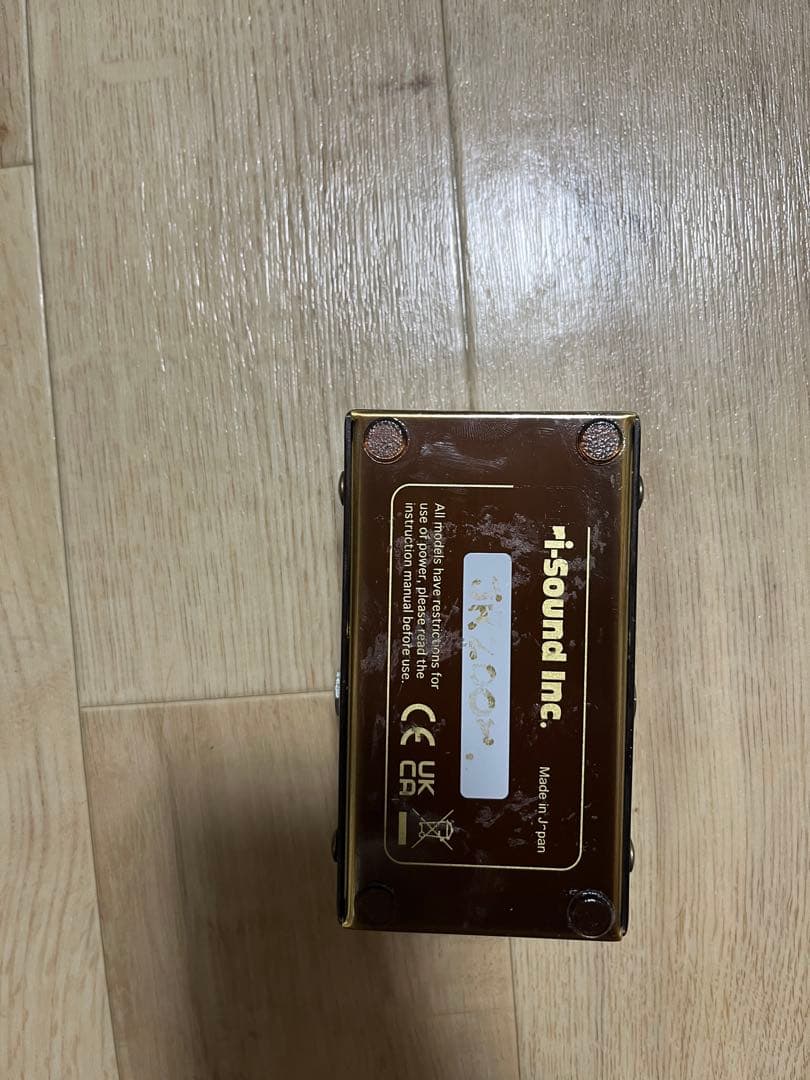 ri-Sound Inc.
Made in Japan
All models have restrictions for
use of power, please read the
instruction manual before use.
CE
UK
CA